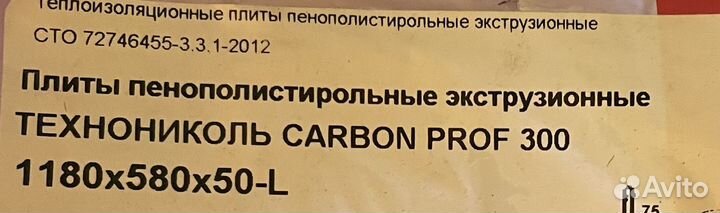 Теплоизоляционные плиты пенополистирольные экструзионные
СТО 72746455-3.3.1-2012
Плиты пенополистирольные экструзионные
ТЕХНОНИКОЛЬ CARBON PROF 300
1180x580x50-L
75
Avito